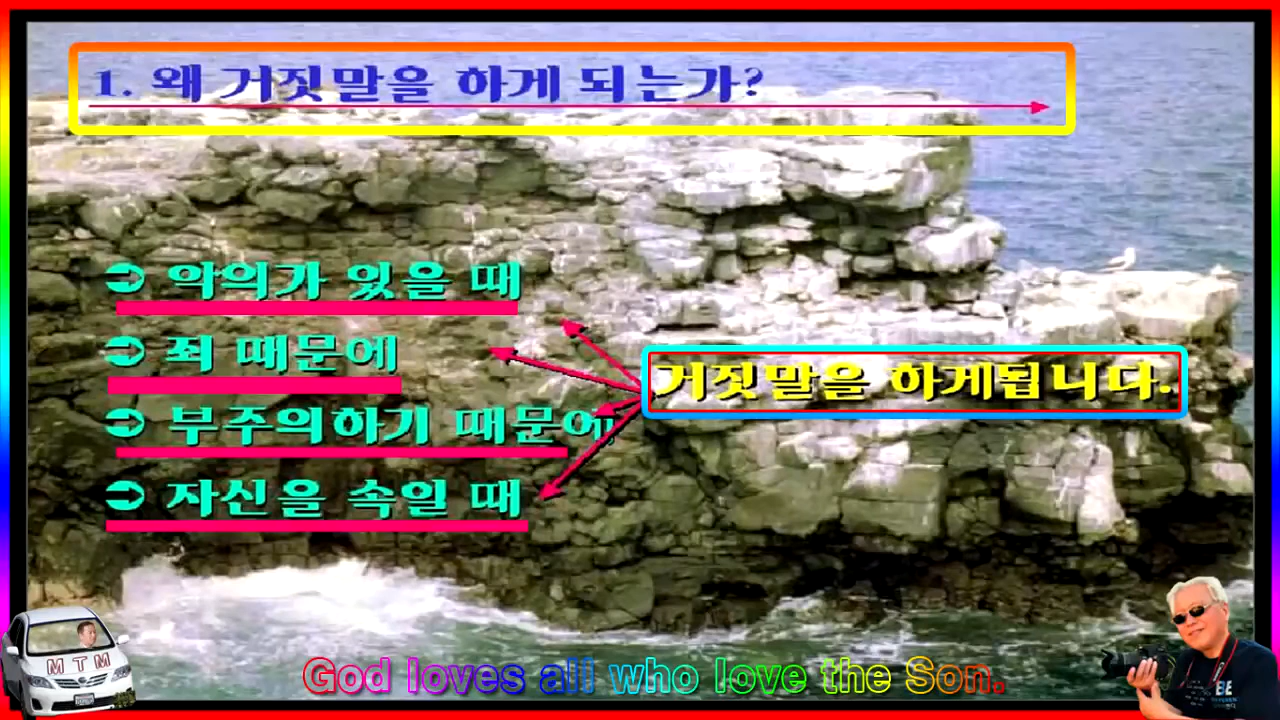 1. 왜 거짓말을 하게 되는가?
➲ 악의가 있을 때
➲ 죄 때문에
➲ 부주의하기 때문에
➲ 자신을 속일 때
거짓말을 하게됩니다.
MTM
God loves all who love the Son.
BE